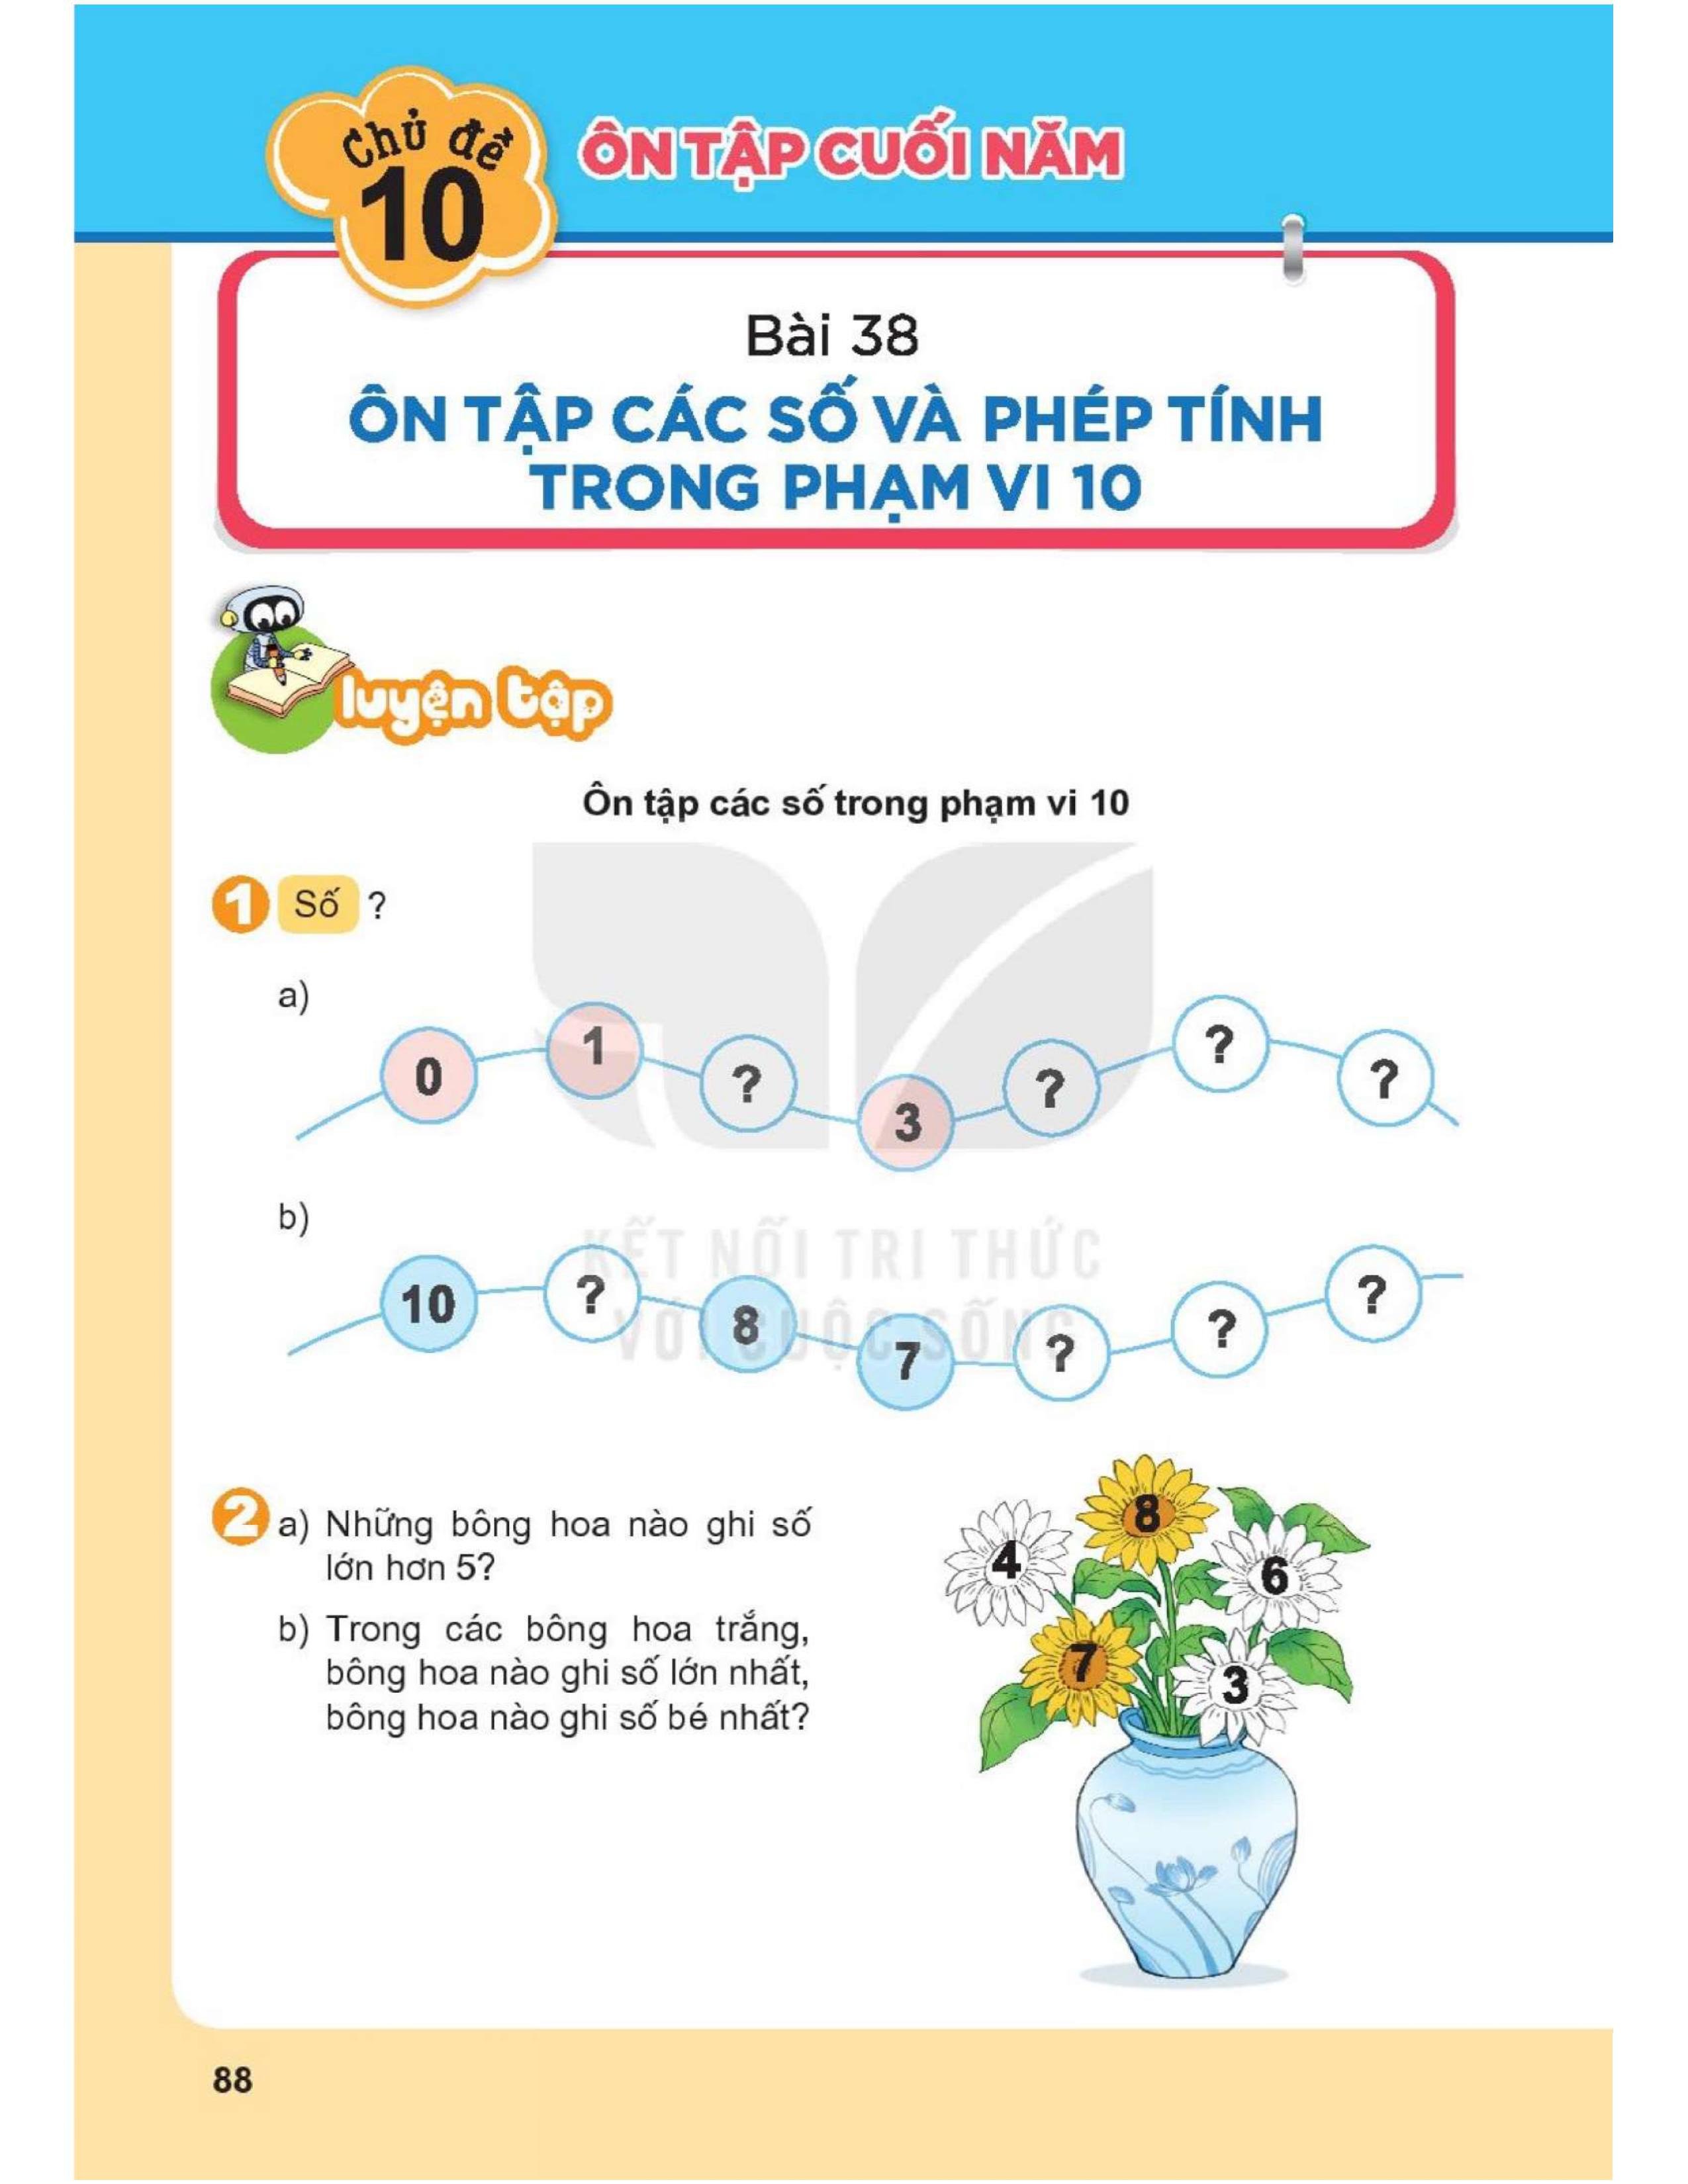 Chủ đề
10
ÔN TẬP CUỐI NĂM
Bài 38
ÔN TẬP CÁC SỐ VÀ PHÉP TÍNH
TRONG PHẠM VI 10
luyện tập
Ôn tập các số trong phạm vi 10
1 Số ?
a)
0 1 ? 3 ? ? ?
b)
10 ? 8 7 ? ? ?
KẾT NỐI TRI THỨC
VỚI CUỘC SỐNG
2 a) Những bông hoa nào ghi số
lớn hơn 5?
b) Trong các bông hoa trắng,
bông hoa nào ghi số lớn nhất,
bông hoa nào ghi số bé nhất?
8
4
6
7
3
88